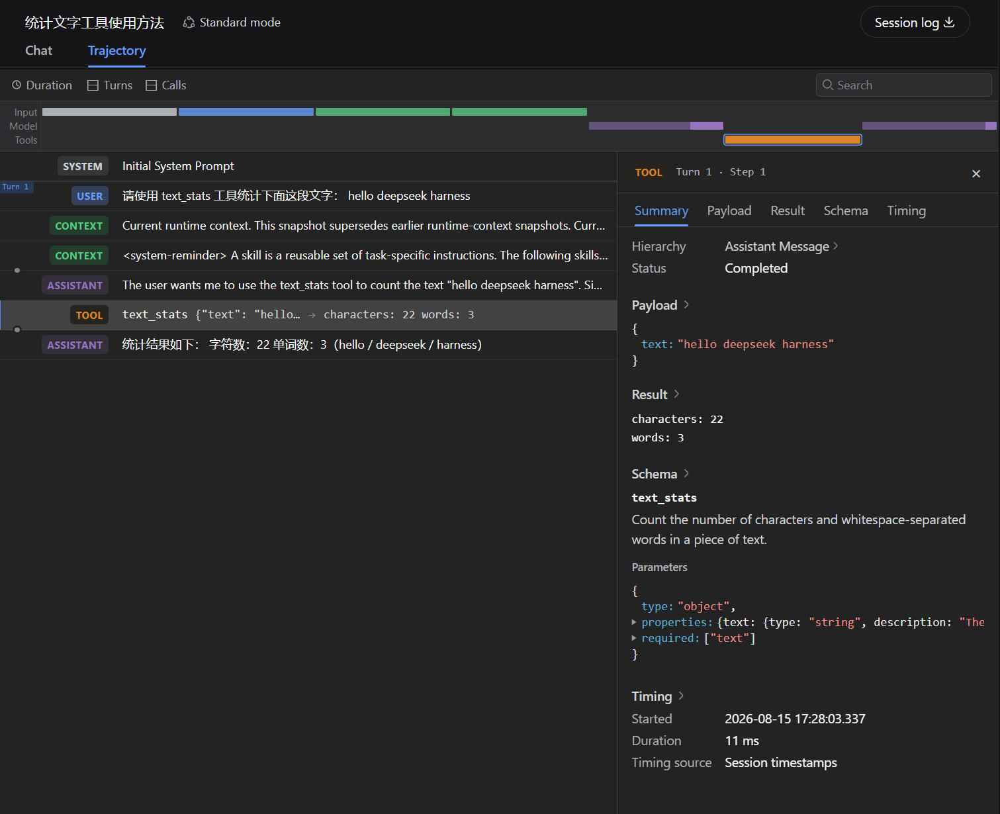 统计文字工具使用方法
Standard mode
Session log
Chat
Trajectory
Duration
Turns
Calls
Search
Input
Model
Tools
SYSTEM Initial System Prompt
Turn 1
USER 请使用 text_stats 工具统计下面这段文字： hello deepseek harness
CONTEXT Current runtime context. This snapshot supersedes earlier runtime-context snapshots. Curr...
CONTEXT <system-reminder> A skill is a reusable set of task-specific instructions. The following skills...
ASSISTANT The user wants me to use the text_stats tool to count the text "hello deepseek harness". Si...
TOOL text_stats {"text": "hello… → characters: 22 words: 3
ASSISTANT 统计结果如下： 字符数：22 单词数：3（hello / deepseek / harness）
TOOL Turn 1 · Step 1
Summary
Payload
Result
Schema
Timing
Hierarchy Assistant Message
Status Completed
Payload
{
text: "hello deepseek harness"
}
Result
characters: 22
words: 3
Schema
text_stats
Count the number of characters and whitespace-separated
words in a piece of text.
Parameters
{
type: "object",
properties: {text: {type: "string", description: "The
required: ["text"]
}
Timing
Started 2026-08-15 17:28:03.337
Duration 11 ms
Timing source Session timestamps